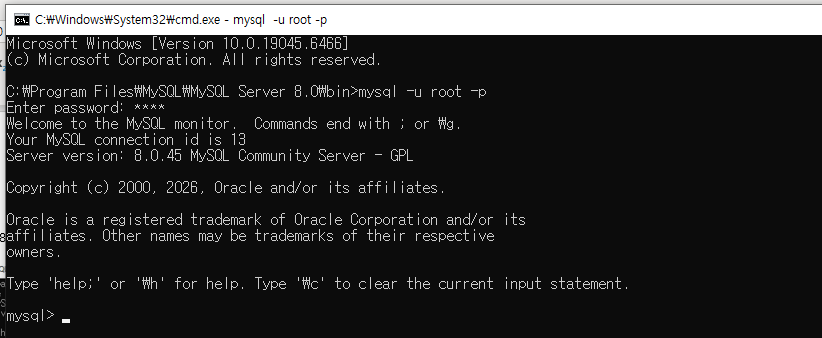 C:₩Windows₩System32₩cmd.exe - mysql  -u root -p
Microsoft Windows [Version 10.0.19045.6466]
(c) Microsoft Corporation. All rights reserved.
C:₩Program Files₩MySQL₩MySQL Server 8.0₩bin>mysql -u root -p
Enter password: ****
Welcome to the MySQL monitor.  Commands end with ; or ₩g.
Your MySQL connection id is 13
Server version: 8.0.45 MySQL Community Server - GPL
Copyright (c) 2000, 2026, Oracle and/or its affiliates.
Oracle is a registered trademark of Oracle Corporation and/or its
affiliates. Other names may be trademarks of their respective
owners.
Type 'help;' or '₩h' for help. Type '₩c' to clear the current input statement.
mysql>